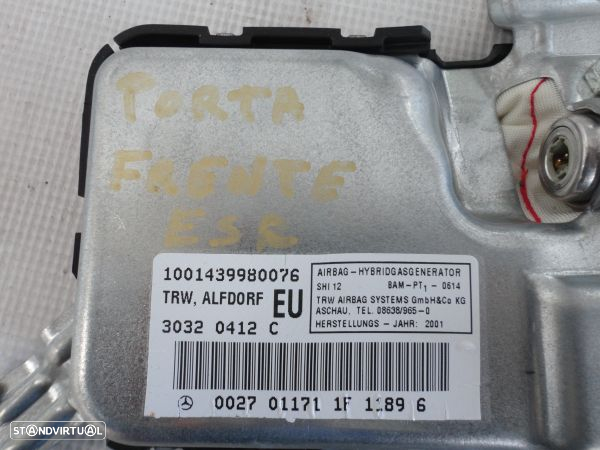 PORTA
FRENTE
ESR
1001439980076
TRW, ALFDORF EU
3032 0412 C
AIRBAG-HYBRIDGASGENERATOR
SHI 12 BAM-PT1-0614
TRW AIRBAG SYSTEMS GmbH&Co KG
ASCHAU, TEL. 08638/965-0
HERSTELLUNGS - JAHR: 2001
0027 01171 1F 1189 6
STANDVIRTUAL